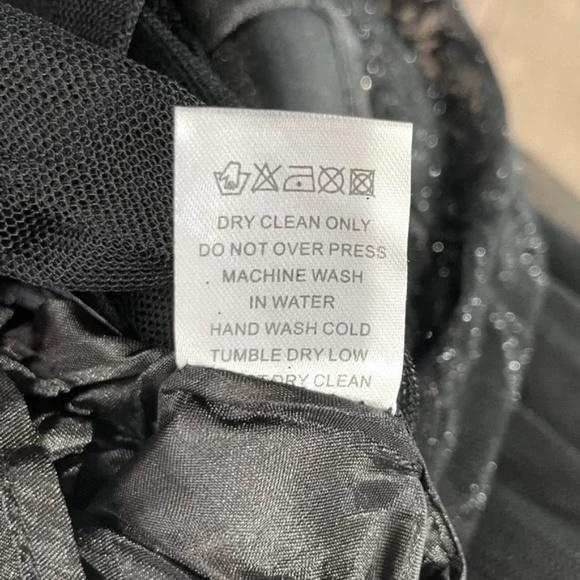 DRY CLEAN ONLY
DO NOT OVER PRESS
MACHINE WASH
IN WATER
HAND WASH COLD
TUMBLE DRY LOW
DRY CLEAN